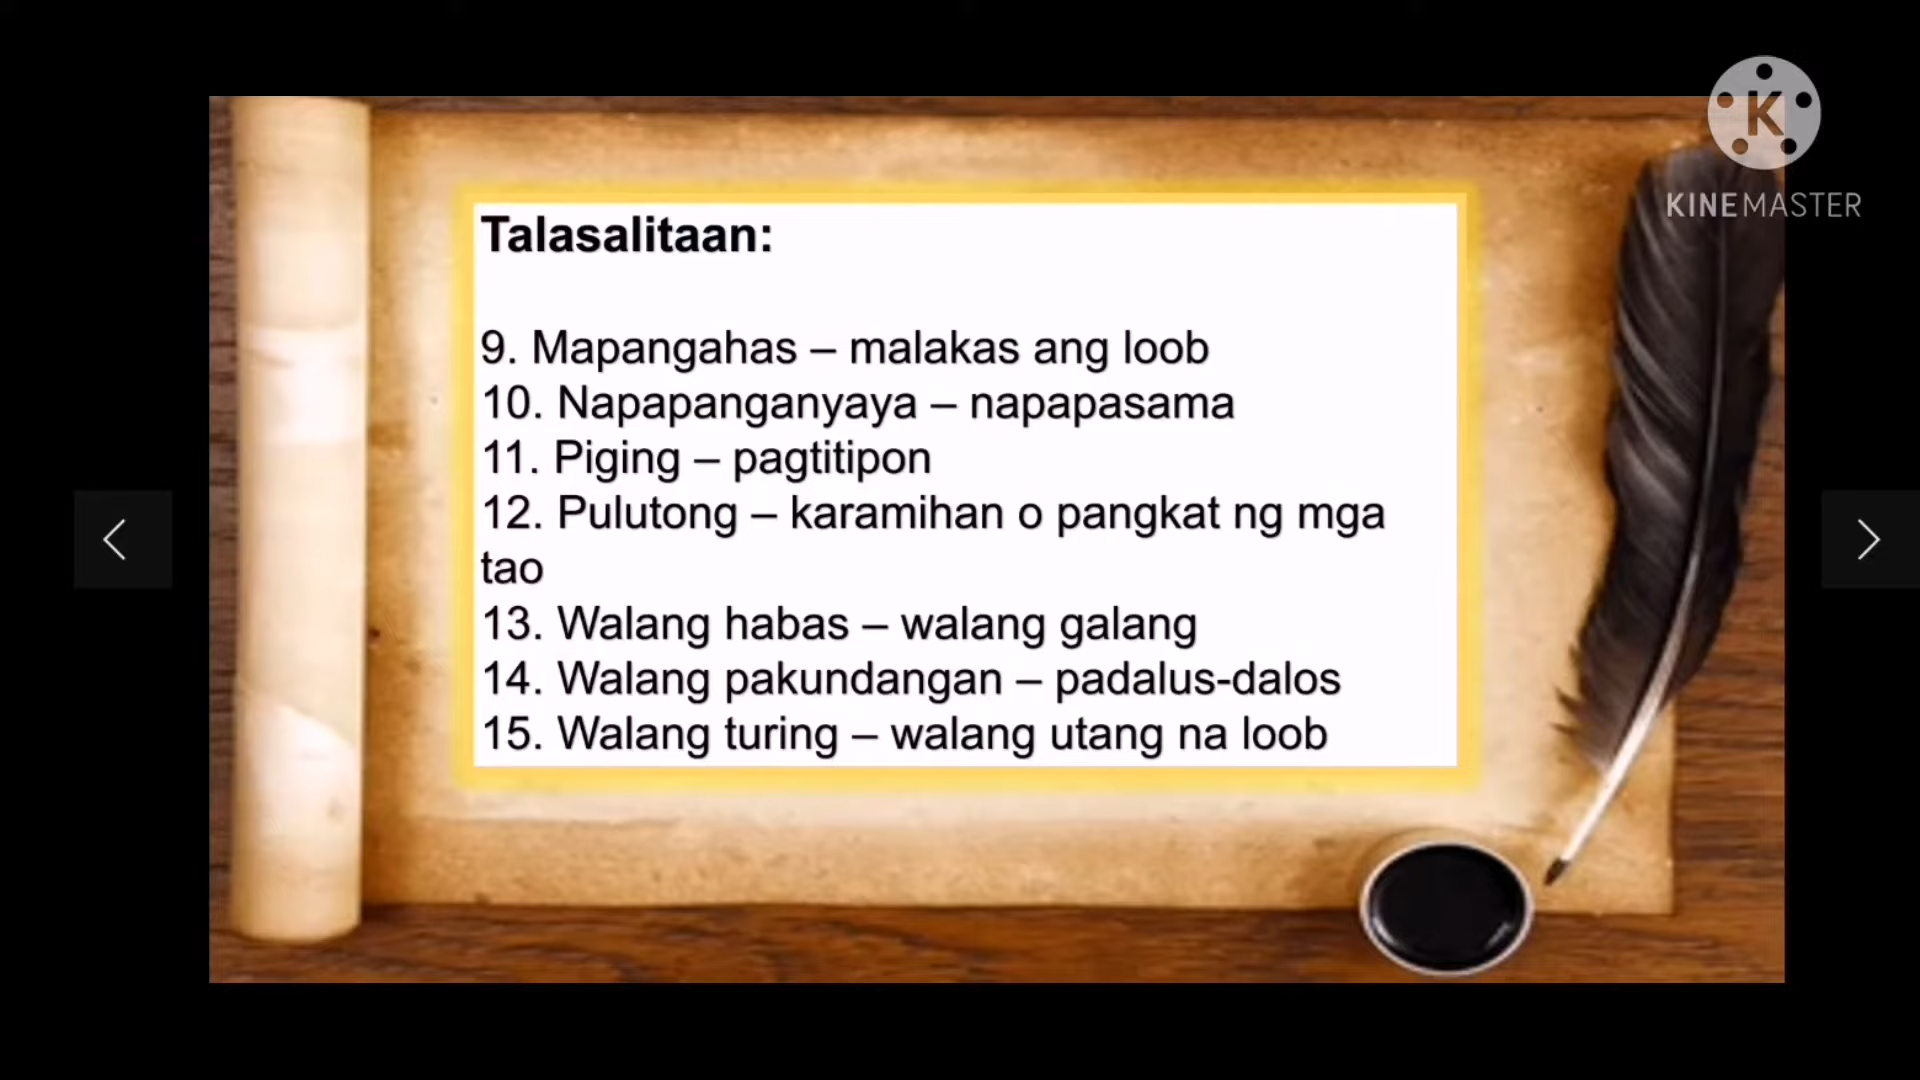 K
KINEMASTER
Talasalitaan:
9. Mapangahas – malakas ang loob
10. Napapanganyaya – napapasama
11. Piging – pagtitipon
12. Pulutong – karamihan o pangkat ng mga
tao
13. Walang habas – walang galang
14. Walang pakundangan – padalus-dalos
15. Walang turing – walang utang na loob